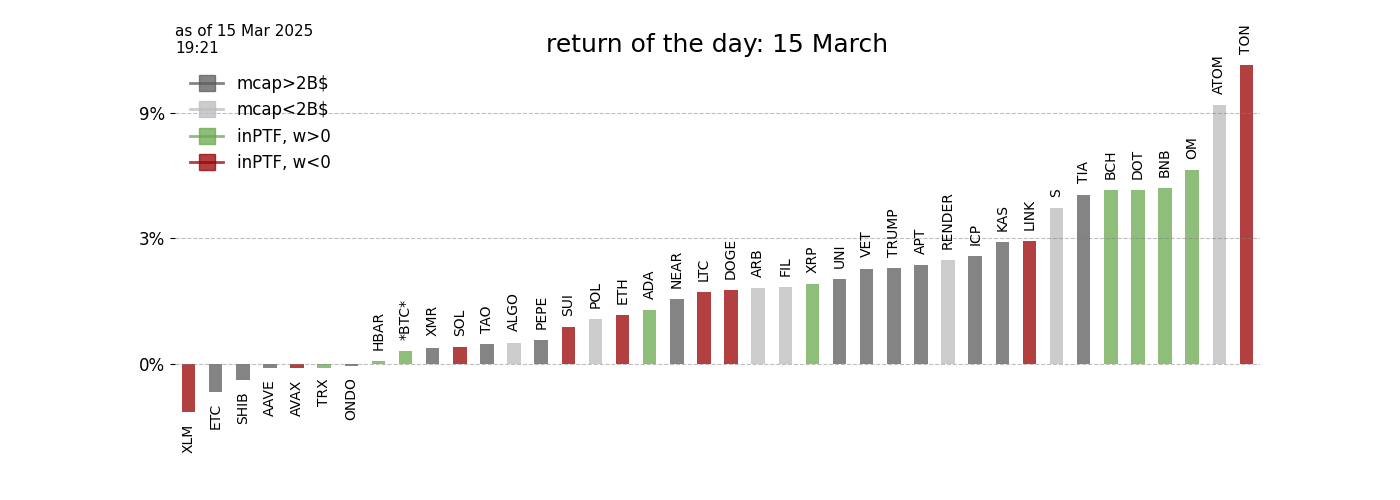 as of 15 Mar 2025
19:21
return of the day: 15 March
mcap>2B$
mcap<2B$
inPTF, w>0
inPTF, w<0
9%
3%
0%
XLM
ETC
SHIB
AAVE
AVAX
TRX
ONDO
HBAR
*BTC*
XMR
SOL
TAO
ALGO
PEPE
SUI
POL
ETH
ADA
NEAR
LTC
DOGE
ARB
FIL
XRP
UNI
VET
TRUMP
APT
RENDER
ICP
KAS
LINK
S
TIA
BCH
DOT
BNB
OM
ATOM
TON